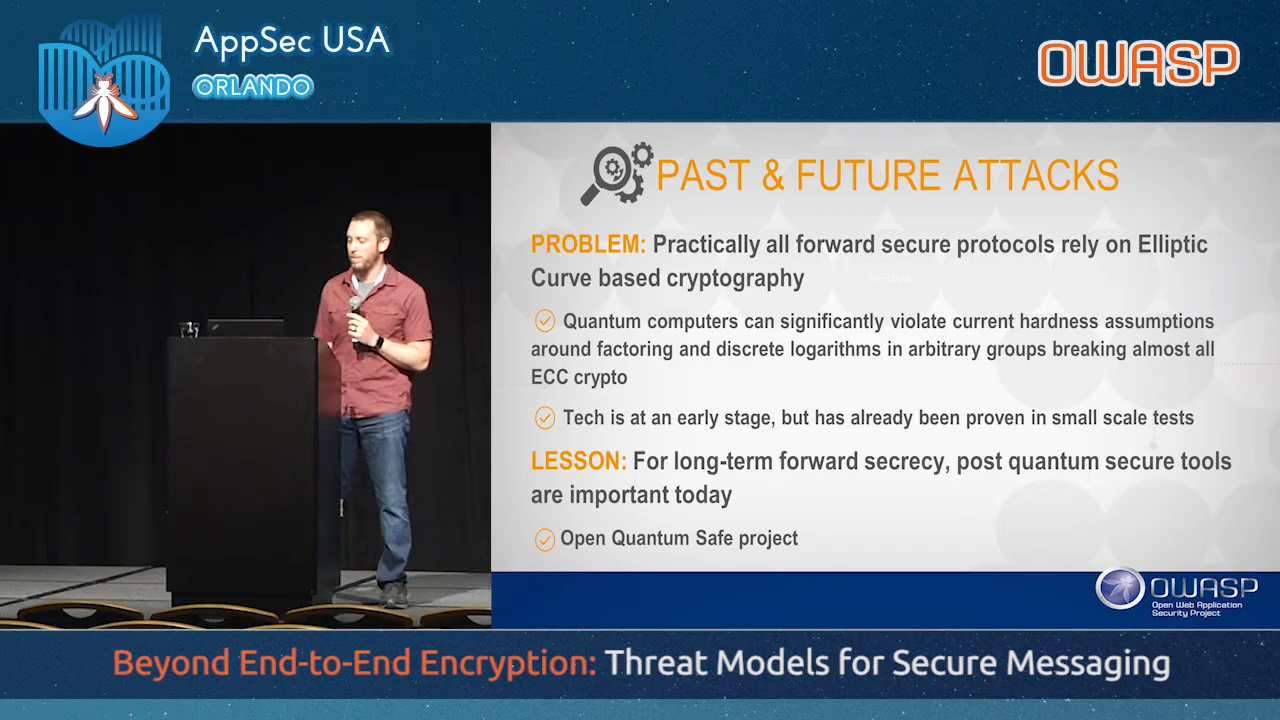 AppSec USA
ORLANDO
OWASP
PAST & FUTURE ATTACKS
PROBLEM: Practically all forward secure protocols rely on Elliptic
Curve based cryptography
Quantum computers can significantly violate current hardness assumptions
around factoring and discrete logarithms in arbitrary groups breaking almost all
ECC crypto
Tech is at an early stage, but has already been proven in small scale tests
LESSON: For long-term forward secrecy, post quantum secure tools
are important today
Open Quantum Safe project
OWASP
Open Web Application
Security Project
Beyond End-to-End Encryption: Threat Models for Secure Messaging